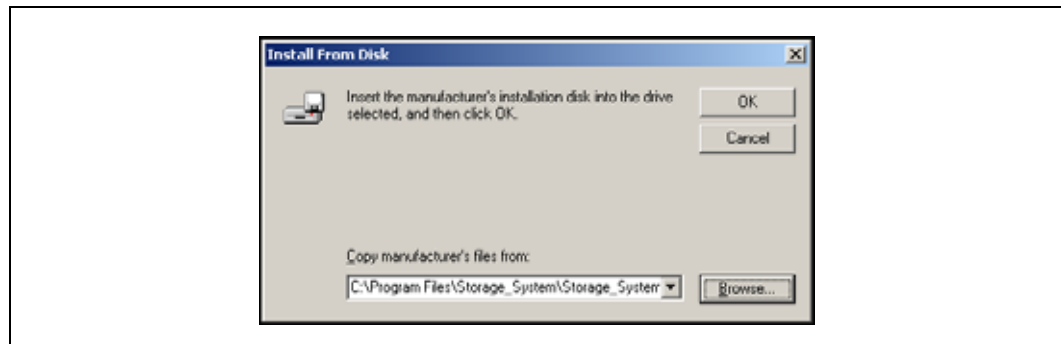 Install From Disk
Insert the manufacturer's installation disk into the drive
selected, and then click OK.
OK
Cancel
Copy manufacturer's files from:
C:\Program Files\Storage_System\Storage_System
Browse...